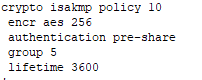 crypto isakmp policy 10
encr aes 256
authentication pre-share
group 5
lifetime 3600